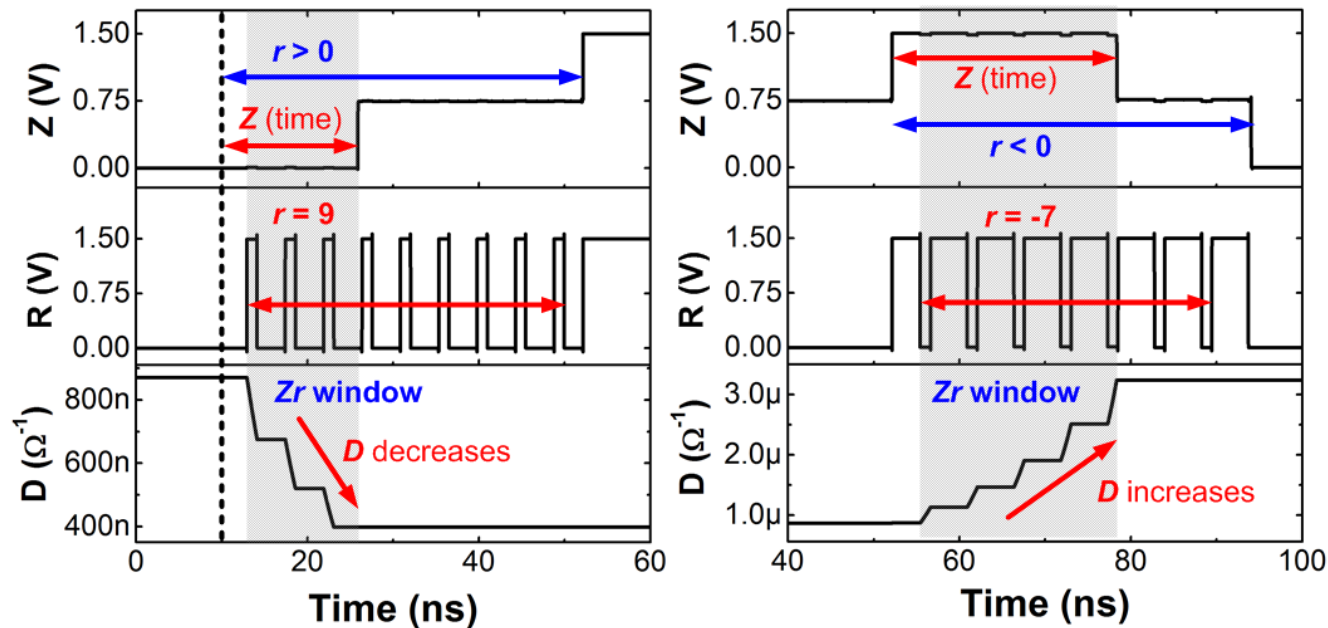 1.50
0.75
0.00
Z (V)
r > 0
Z (time)
1.50
0.75
0.00
R (V)
r = 9
800n
600n
400n
D (Ω⁻¹)
Zr window
D decreases
0 20 40 60
Time (ns)
1.50
0.75
0.00
Z (V)
Z (time)
r < 0
1.50
0.75
0.00
R (V)
r = -7
3.0µ
2.0µ
1.0µ
D (Ω⁻¹)
Zr window
D increases
40 60 80 100
Time (ns)